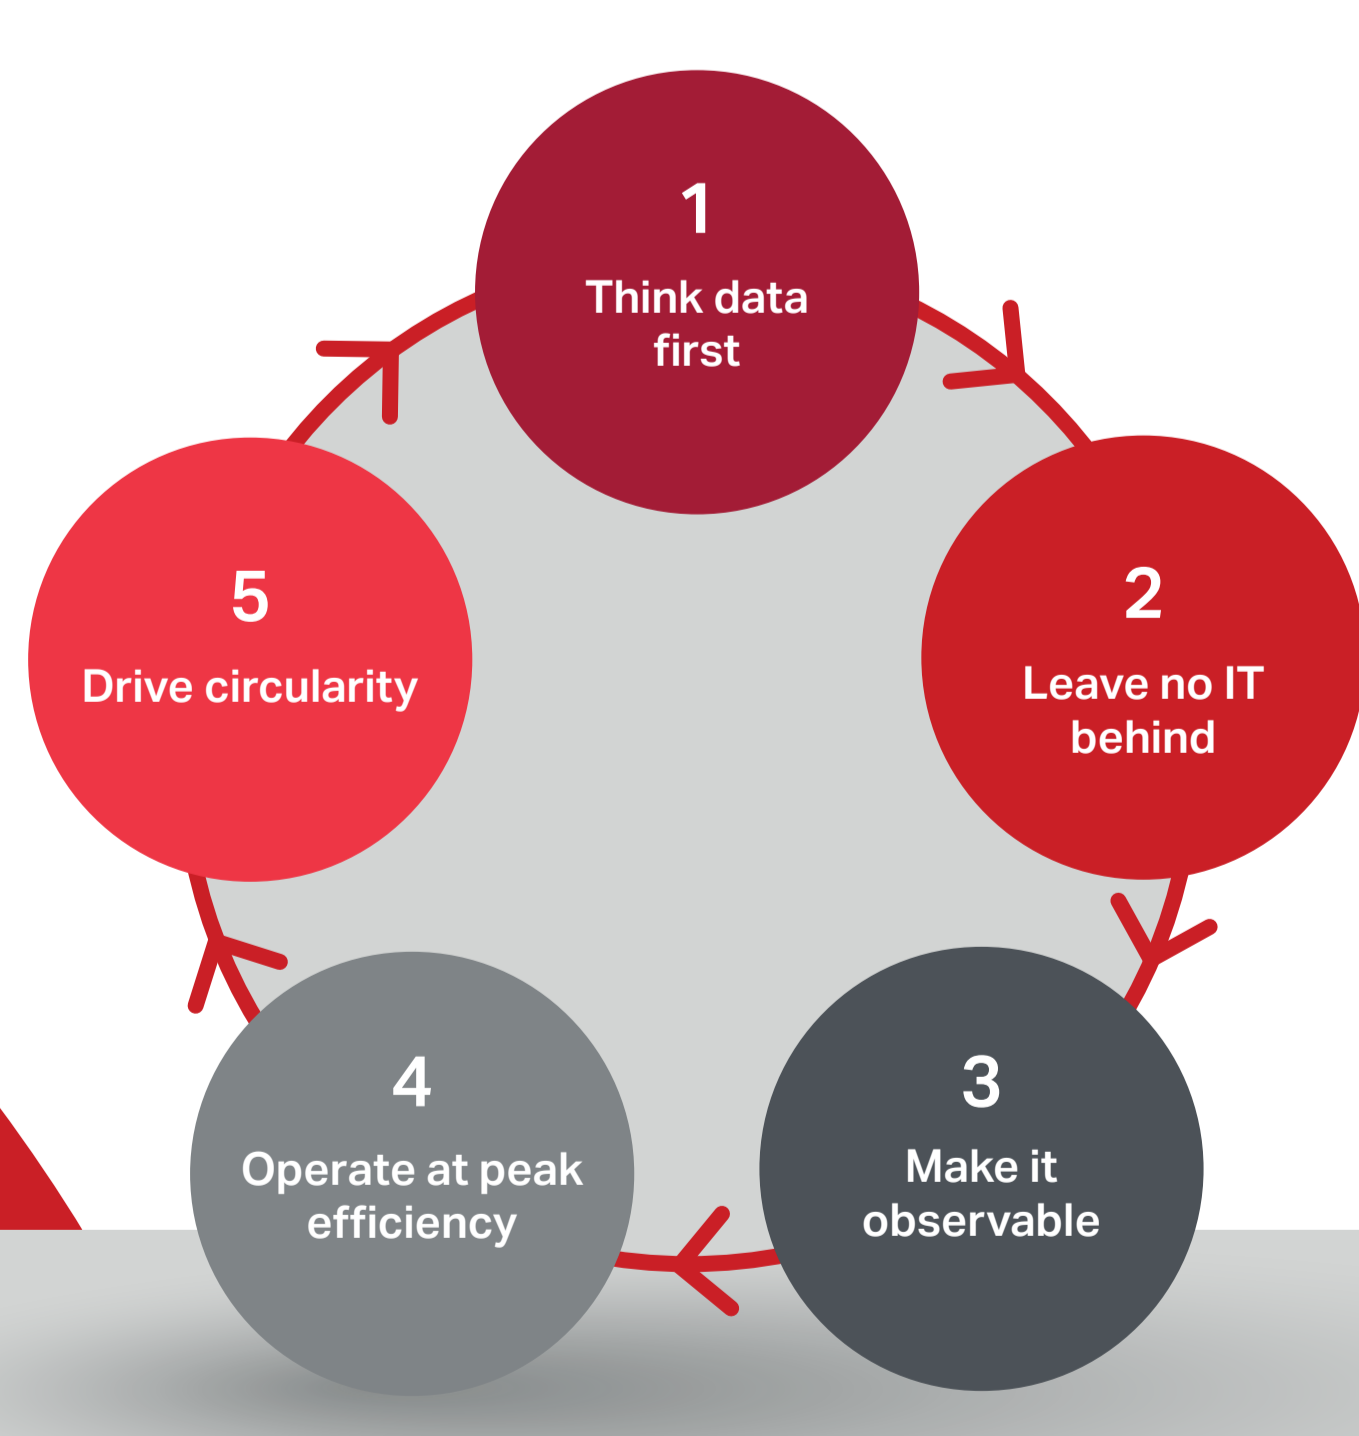 1
Think data
first
2
Leave no IT
behind
3
Make it
observable
4
Operate at peak
efficiency
5
Drive circularity